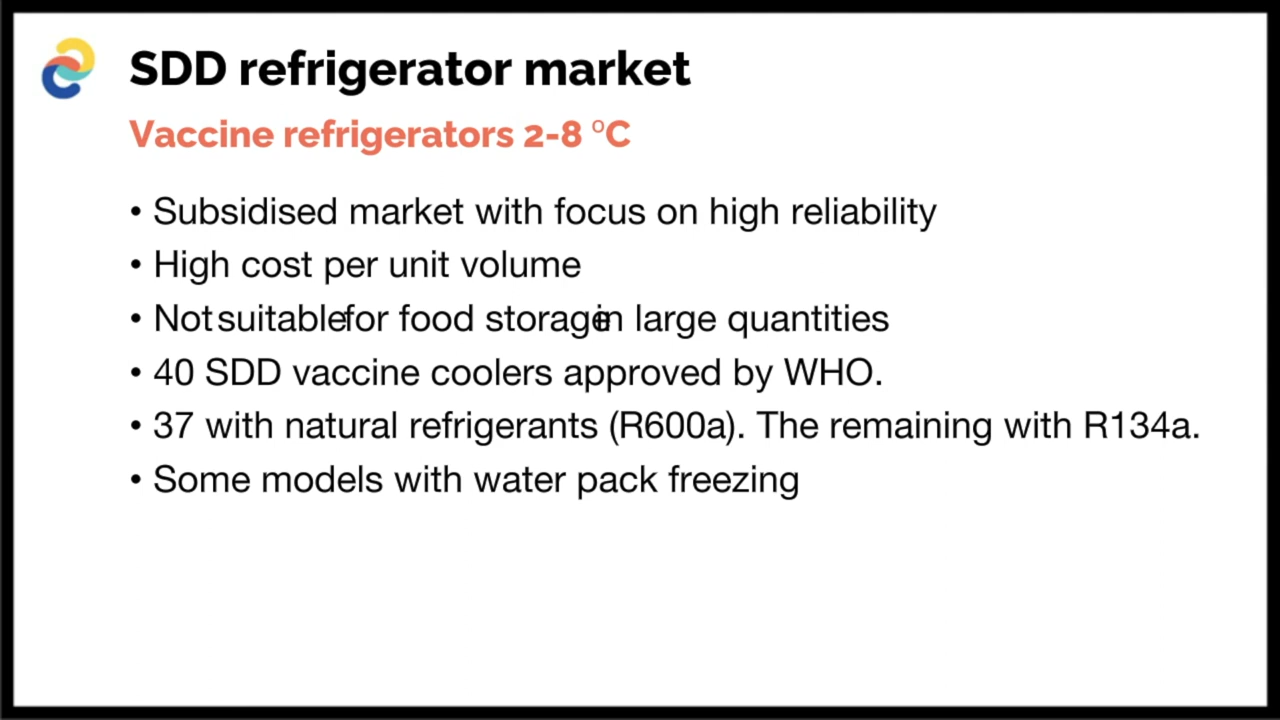 SDD refrigerator market
Vaccine refrigerators 2-8 °C
• Subsidised market with focus on high reliability
• High cost per unit volume
• Not suitable for food storage in large quantities
• 40 SDD vaccine coolers approved by WHO.
• 37 with natural refrigerants (R600a). The remaining with R134a.
• Some models with water pack freezing